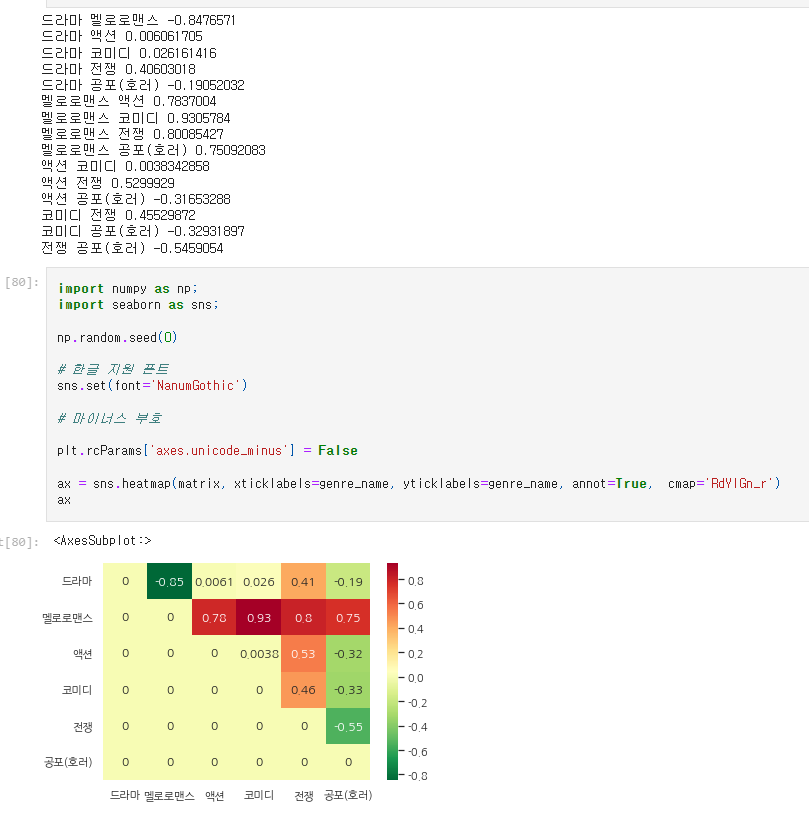 드라마 멜로로맨스 -0.8476571
드라마 액션 0.006061705
드라마 코미디 0.026161416
드라마 전쟁 0.40603018
드라마 공포(호러) -0.19052032
멜로로맨스 액션 0.7837004
멜로로맨스 코미디 0.9305784
멜로로맨스 전쟁 0.80085427
멜로로맨스 공포(호러) 0.75092083
액션 코미디 0.0038342858
액션 전쟁 0.5299929
액션 공포(호러) -0.31653288
코미디 전쟁 0.45529872
코미디 공포(호러) -0.32931897
전쟁 공포(호러) -0.5459054
[80]:
import numpy as np;
import seaborn as sns;
np.random.seed(0)
# 한글 지원 폰트
sns.set(font='NanumGothic')
# 마이너스 부호
plt.rcParams['axes.unicode_minus'] = False
ax = sns.heatmap(matrix, xticklabels=genre_name, yticklabels=genre_name, annot=True,  cmap='RdYlGn_r')
ax
t[80]: <AxesSubplot:>
드라마 0 -0.85 0.0061 0.026 0.41 -0.19
멜로로맨스 0 0 0.78 0.93 0.8 0.75
액션 0 0 0 0.0038 0.53 -0.32
코미디 0 0 0 0 0.46 -0.33
전쟁 0 0 0 0 0 -0.55
공포(호러) 0 0 0 0 0 0
드라마 멜로로맨스 액션 코미디 전쟁 공포(호러)
0.8
0.6
0.4
0.2
0.0
-0.2
-0.4
-0.6
-0.8